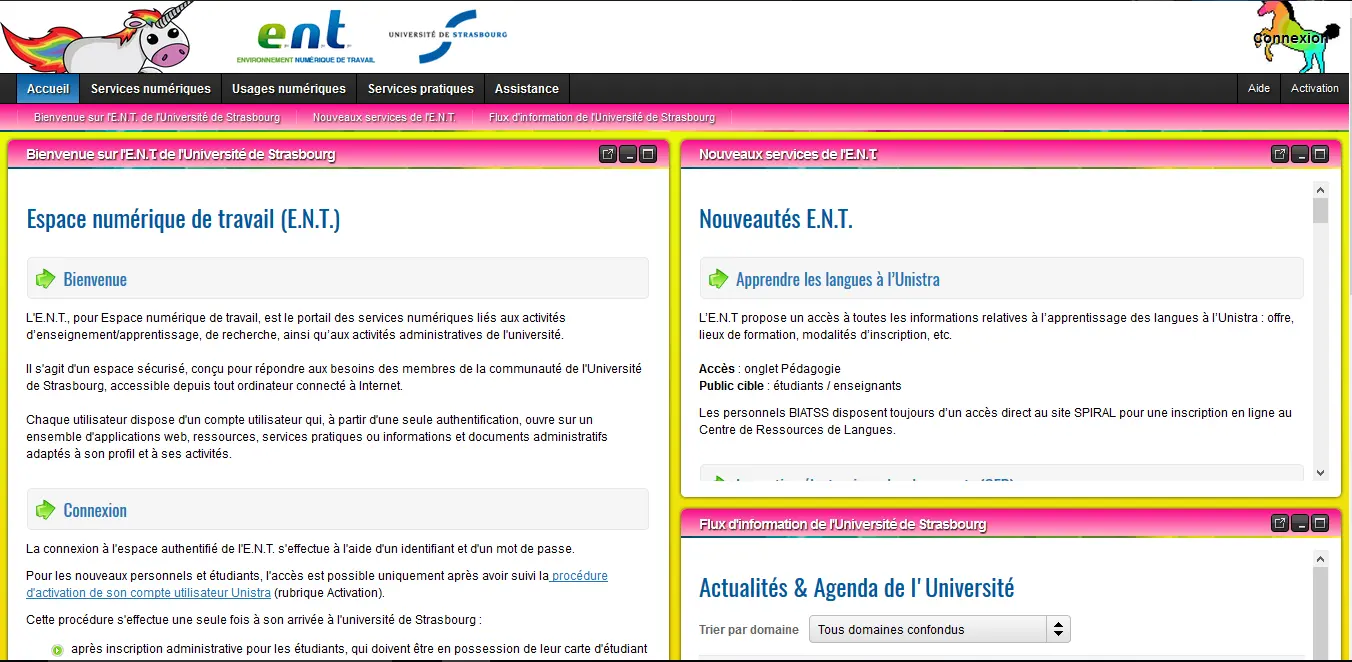 e.n.t.
ENVIRONNEMENT NUMÉRIQUE DE TRAVAIL
UNIVERSITÉ DE STRASBOURG
Connexion
Accueil
Services numériques
Usages numériques
Services pratiques
Assistance
Aide
Activation
Bienvenue sur l'E.N.T. de l'Université de Strasbourg
Nouveaux services de l'E.N.T.
Flux d'information de l'Université de Strasbourg
Bienvenue sur l'E.N.T de l'Université de Strasbourg
Espace numérique de travail (E.N.T.)
Bienvenue
L'E.N.T., pour Espace numérique de travail, est le portail des services numériques liés aux activités
d’enseignement/apprentissage, de recherche, ainsi qu’aux activités administratives de l'université.
Il s'agit d'un espace sécurisé, conçu pour répondre aux besoins des membres de la communauté de l'Université
de Strasbourg, accessible depuis tout ordinateur connecté à Internet.
Chaque utilisateur dispose d'un compte utilisateur qui, à partir d'une seule authentification, ouvre sur un
ensemble d'applications web, ressources, services pratiques ou informations et documents administratifs
adaptés à son profil et à ses activités.
Connexion
La connexion à l'espace authentifié de l'E.N.T. s'effectue à l'aide d'un identifiant et d'un mot de passe.
Pour les nouveaux personnels et étudiants, l'accès est possible uniquement après avoir suivi la procédure
d'activation de son compte utilisateur Unistra (rubrique Activation).
Cette procédure s'effectue une seule fois à son arrivée à l'université de Strasbourg :
après inscription administrative pour les étudiants, qui doivent être en possession de leur carte d'étudiant
Nouveaux services de l'E.N.T
Nouveautés E.N.T.
Apprendre les langues à l’Unistra
L’E.N.T propose un accès à toutes les informations relatives à l’apprentissage des langues à l’Unistra : offre,
lieux de formation, modalités d’inscription, etc.
Accès : onglet Pédagogie
Public cible : étudiants / enseignants
Les personnels BIATSS disposent toujours d’un accès direct au site SPIRAL pour une inscription en ligne au
Centre de Ressources de Langues.
Flux d'information de l'Université de Strasbourg
Actualités & Agenda de l'Université
Trier par domaine
Tous domaines confondus